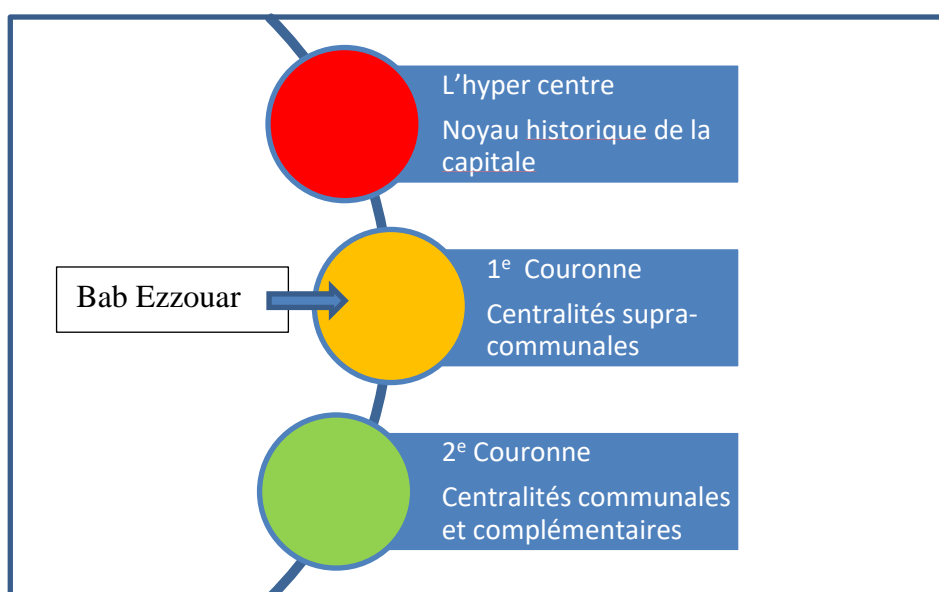 L’hyper centre
Noyau historique de la
capitale
Bab Ezzouar
1e Couronne
Centralités supra-
communales
2e Couronne
Centralités communales
et complémentaires